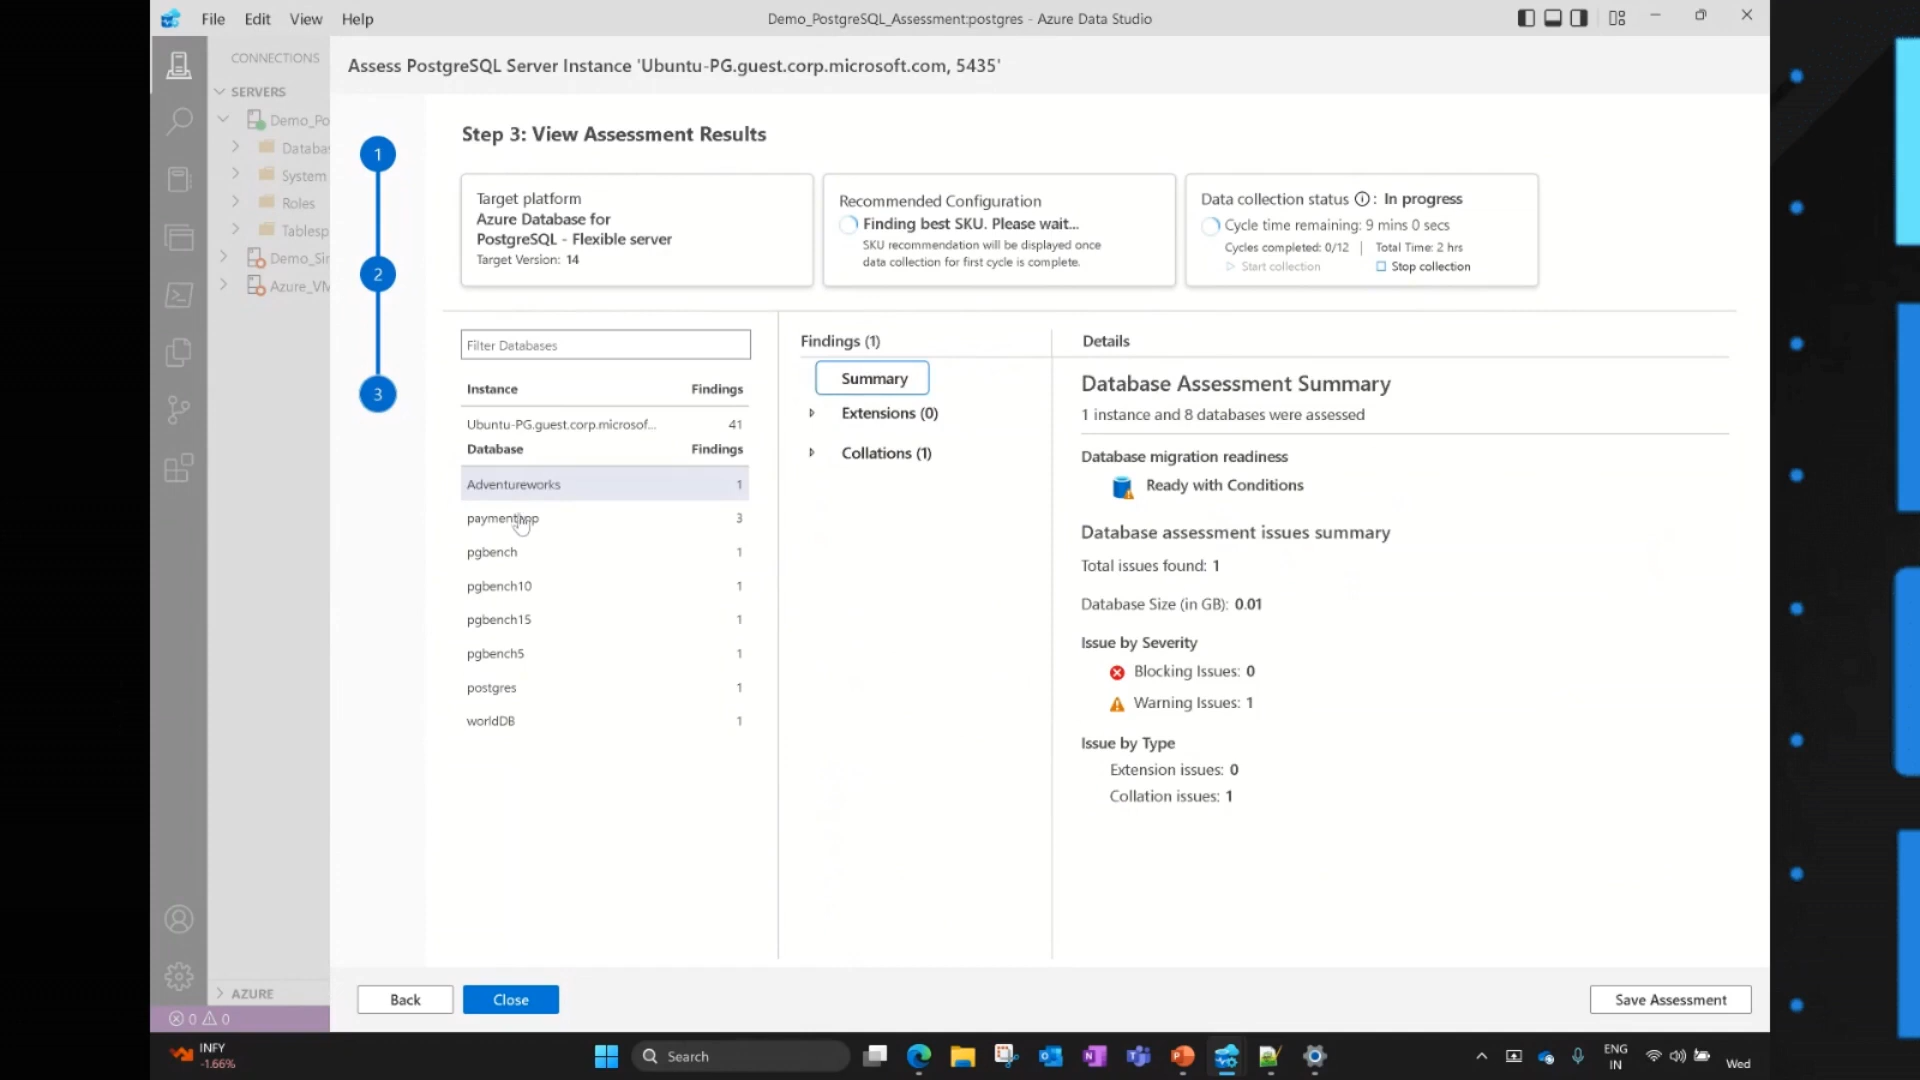 File Edit View Help
Demo_PostgreSQL_Assessment:postgres - Azure Data Studio
CONNECTIONS
SERVERS
Demo_Po
Databas
System
Roles
Tablesp
Demo_Sin
Azure_VM
AZURE
0 0
Assess PostgreSQL Server Instance 'Ubuntu-PG.guest.corp.microsoft.com, 5435'
1
2
3
Step 3: View Assessment Results
Target platform
Azure Database for
PostgreSQL - Flexible server
Target Version: 14
Recommended Configuration
Finding best SKU. Please wait...
SKU recommendation will be displayed once
data collection for first cycle is complete.
Data collection status : In progress
Cycle time remaining: 9 mins 0 secs
Cycles completed: 0/12 | Total Time: 2 hrs
Start collection Stop collection
Filter Databases
Instance Findings
Ubuntu-PG.guest.corp.microsof... 41
Database Findings
Adventureworks 1
paymentapp 3
pgbench 1
pgbench10 1
pgbench15 1
pgbench5 1
postgres 1
worldDB 1
Findings (1)
Summary
Extensions (0)
Collations (1)
Details
Database Assessment Summary
1 instance and 8 databases were assessed
Database migration readiness
Ready with Conditions
Database assessment issues summary
Total issues found: 1
Database Size (in GB): 0.01
Issue by Severity
Blocking Issues: 0
Warning Issues: 1
Issue by Type
Extension issues: 0
Collation issues: 1
Back Close Save Assessment
INFY
-1.66%
Search
ENG
IN
Wed